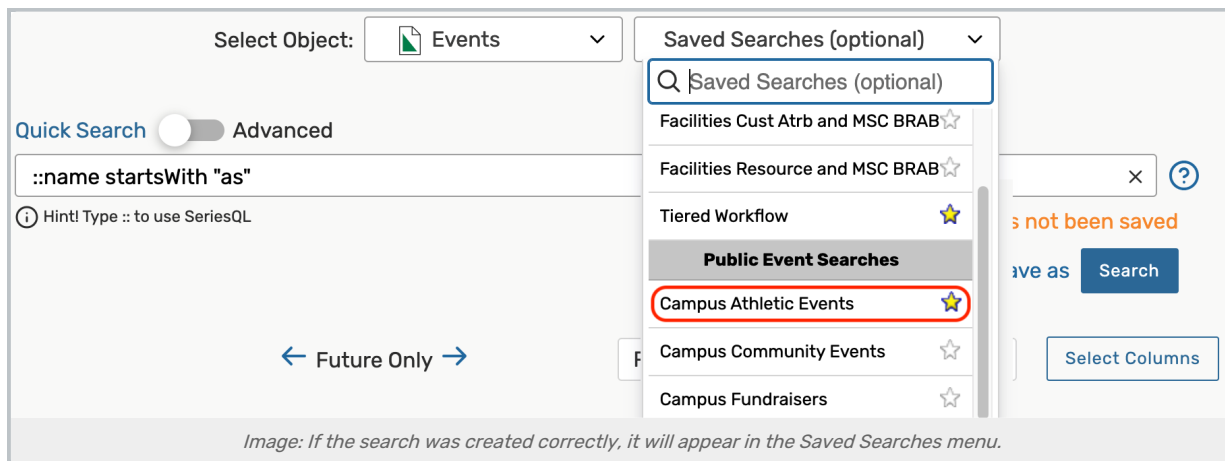 Select Object: Events Saved Searches (optional)
Saved Searches (optional)
Quick Search Advanced
Facilities Cust Atrb and MSC BRAB
::name startsWith "as"
Facilities Resource and MSC BRAB
Hint! Type :: to use SeriesQL
Tiered Workflow
not been saved
Public Event Searches
as Search
Campus Athletic Events
Future Only
Campus Community Events
Select Columns
Campus Fundraisers
Image: If the search was created correctly, it will appear in the Saved Searches menu.